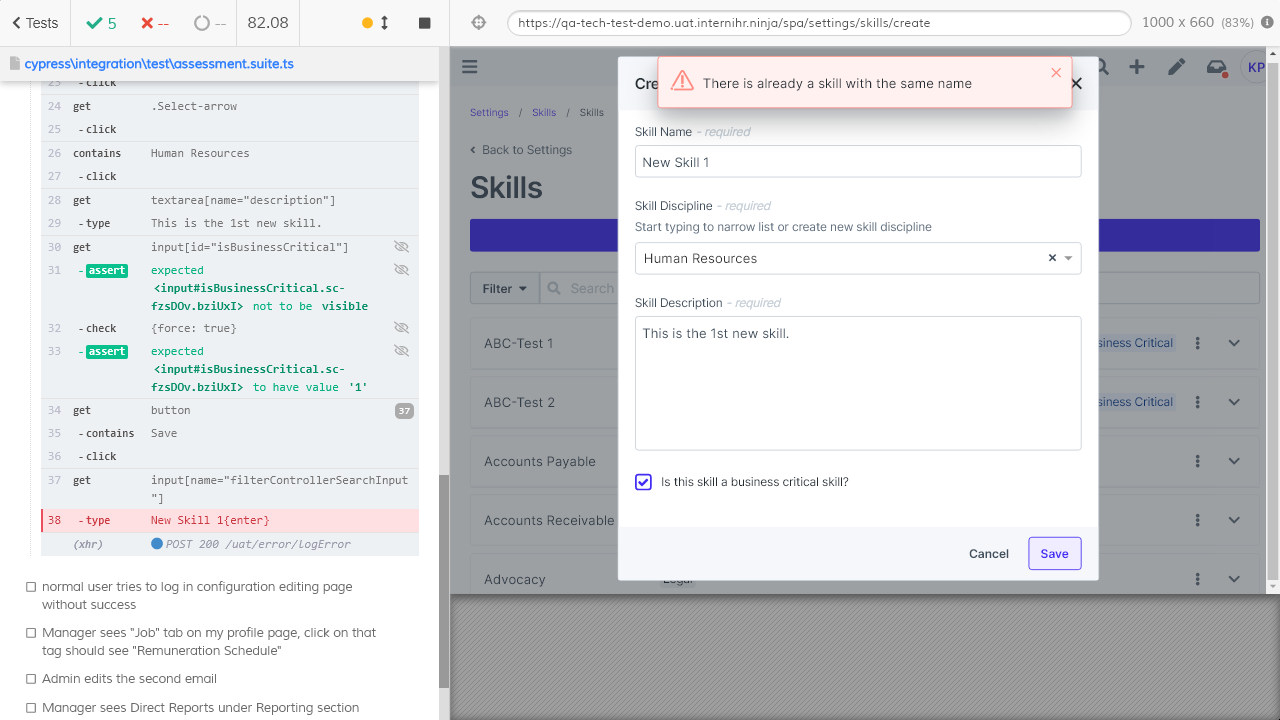 Tests
5
--
--
82.08
https://qa-tech-test-demo.uat.internihr.ninja/spa/settings/skills/create
1000 x 660 (83%)
cypress\integration\test\assessment.suite.ts
23 - click
24 get .Select-arrow
25 - click
26 contains Human Resources
27 - click
28 get textarea[name="description"]
29 - type This is the 1st new skill.
30 get input[id="isBusinessCritical"]
31 - assert expected
<input#isBusinessCritical.sc-
fzsDOv.bziUxI> not to be visible
32 - check {force: true}
33 - assert expected
<input#isBusinessCritical.sc-
fzsDOv.bziUxI> to have value '1'
34 get button 37
35 - contains Save
36 - click
37 get input[name="filterControllerSearchInput
"]
38 - type New Skill 1{enter}
(xhr) POST 200 /uat/error/logError
normal user tries to log in configuration editing page
without success
Manager sees "Job" tab on my profile page, click on that
tag should see "Remuneration Schedule"
Admin edits the second email
Manager sees Direct Reports under Reporting section
KP
Settings / Skills / Skills
Back to Settings
Skills
Filter
Search
ABC-Test 1
siness Critical
ABC-Test 2
siness Critical
Accounts Payable
Accounts Receivable
Advocacy
Legal
Cre
There is already a skill with the same name
Skill Name - required
New Skill 1
Skill Discipline - required
Start typing to narrow list or create new skill discipline
Human Resources
Skill Description - required
This is the 1st new skill.
Is this skill a business critical skill?
Cancel
Save